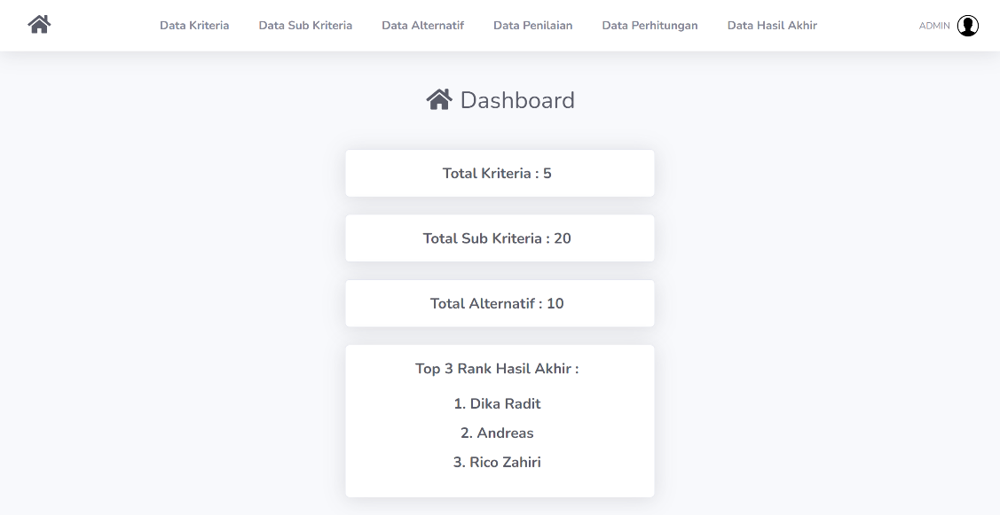 Data Kriteria Data Sub Kriteria Data Alternatif Data Penilaian Data Perhitungan Data Hasil Akhir ADMIN
Dashboard
Total Kriteria : 5
Total Sub Kriteria : 20
Total Alternatif : 10
Top 3 Rank Hasil Akhir :
1. Dika Radit
2. Andreas
3. Rico Zahiri